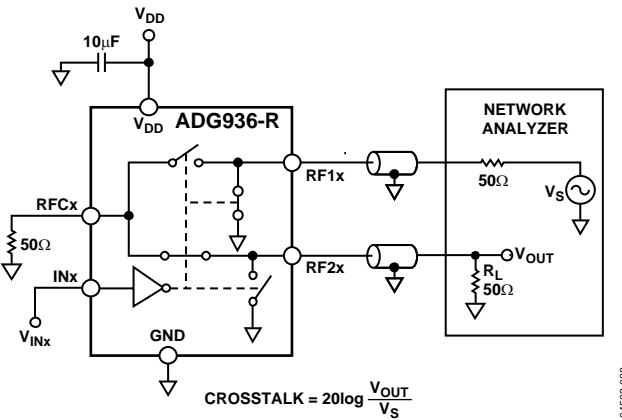 VDD
10μF
VDD
ADG936-R
NETWORK
ANALYZER
RF1x
50Ω
VS
RFCx
50Ω
INx
RF2x
VOUT
RL
50Ω
VINx
GND
CROSSTALK = 20log VOUT
VS